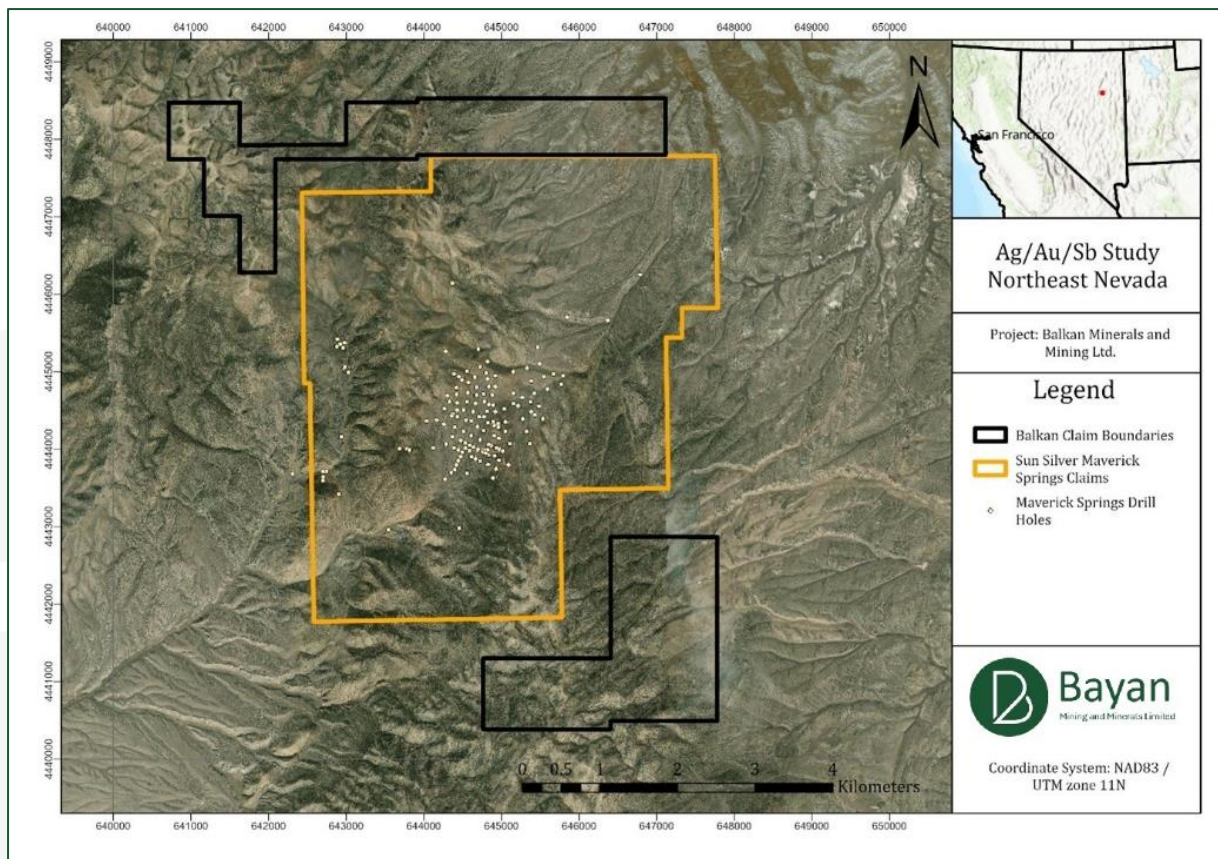 640000 641000 642000 643000 644000 645000 646000 647000 648000 649000 650000
4449000
4448000
4447000
4446000
4445000
4444000
4443000
4442000
4441000
4440000
N
San Francisco
Ag/Au/Sb Study
Northeast Nevada
Project: Balkan Minerals and
Mining Ltd.
Legend
Balkan Claim Boundaries
Sun Silver Maverick
Springs Claims
Maverick Springs Drill
Holes
0 0.5 1 2 3 4
Kilometers
Bayan
Mining and Minerals Limited
Coordinate System: NAD83 /
UTM zone 11N
640000 641000 642000 643000 644000 645000 646000 647000 648000 649000 650000